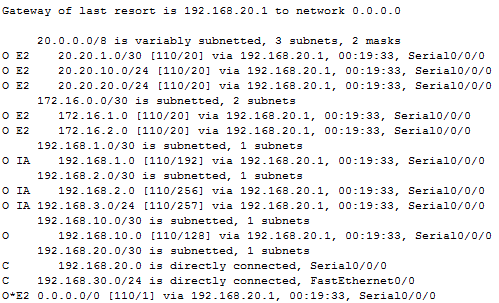 Gateway of last resort is 192.168.20.1 to network 0.0.0.0
20.0.0.0/8 is variably subnetted, 3 subnets, 2 masks
O E2 20.20.1.0/30 [110/20] via 192.168.20.1, 00:19:33, Serial0/0/0
O E2 20.20.10.0/24 [110/20] via 192.168.20.1, 00:19:33, Serial0/0/0
O E2 20.20.20.0/24 [110/20] via 192.168.20.1, 00:19:33, Serial0/0/0
172.16.0.0/30 is subnetted, 2 subnets
O E2 172.16.1.0 [110/20] via 192.168.20.1, 00:19:33, Serial0/0/0
O E2 172.16.2.0 [110/20] via 192.168.20.1, 00:19:33, Serial0/0/0
192.168.1.0/30 is subnetted, 1 subnets
O IA 192.168.1.0 [110/192] via 192.168.20.1, 00:19:33, Serial0/0/0
192.168.2.0/30 is subnetted, 1 subnets
O IA 192.168.2.0 [110/256] via 192.168.20.1, 00:19:33, Serial0/0/0
O IA 192.168.3.0/24 [110/257] via 192.168.20.1, 00:19:33, Serial0/0/0
192.168.10.0/30 is subnetted, 1 subnets
O 192.168.10.0 [110/128] via 192.168.20.1, 00:19:33, Serial0/0/0
192.168.20.0/30 is subnetted, 1 subnets
C 192.168.20.0 is directly connected, Serial0/0/0
C 192.168.30.0/24 is directly connected, FastEthernet0/0
O*E2 0.0.0.0/0 [110/1] via 192.168.20.1, 00:19:33, Serial0/0/0